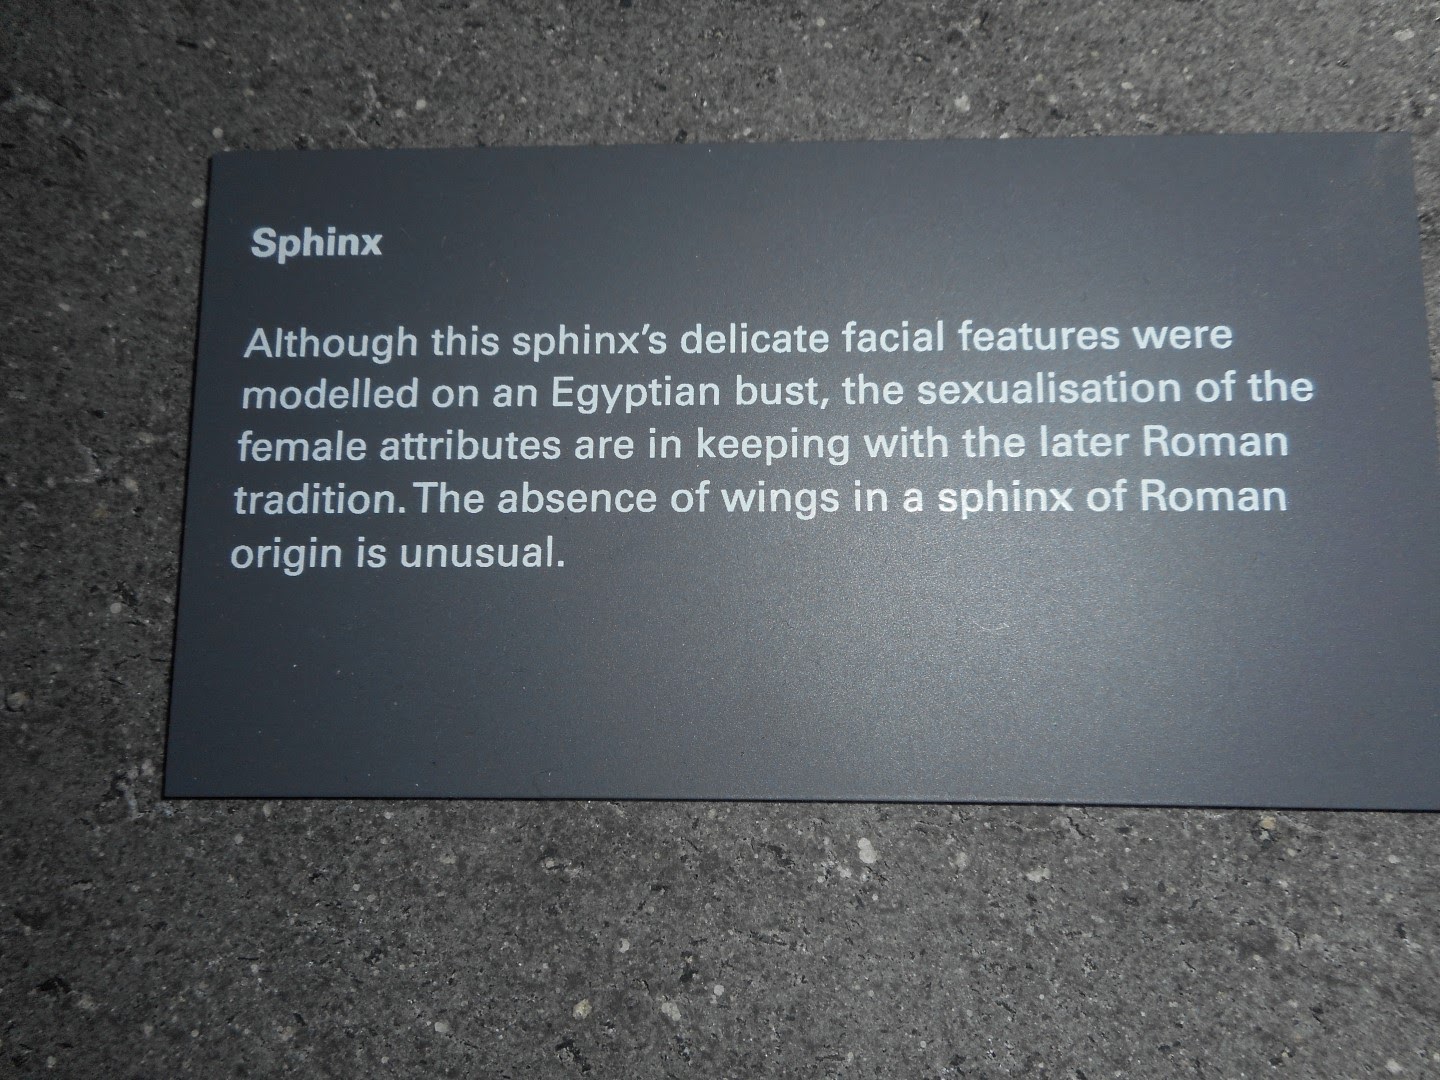 Sphinx
Although this sphinx’s delicate facial features were
modelled on an Egyptian bust, the sexualisation of the
female attributes are in keeping with the later Roman
tradition. The absence of wings in a sphinx of Roman
origin is unusual.